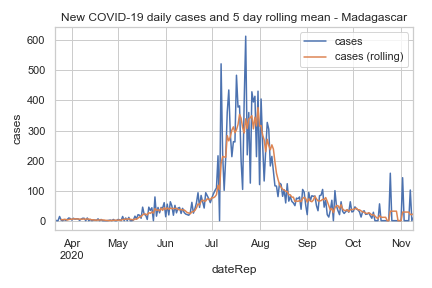 New COVID-19 daily cases and 5 day rolling mean - Madagascar
cases
cases (rolling)
600
500
400
300
200
100
0
cases
Apr
2020
May
Jun
Jul
Aug
Sep
Oct
Nov
dateRep